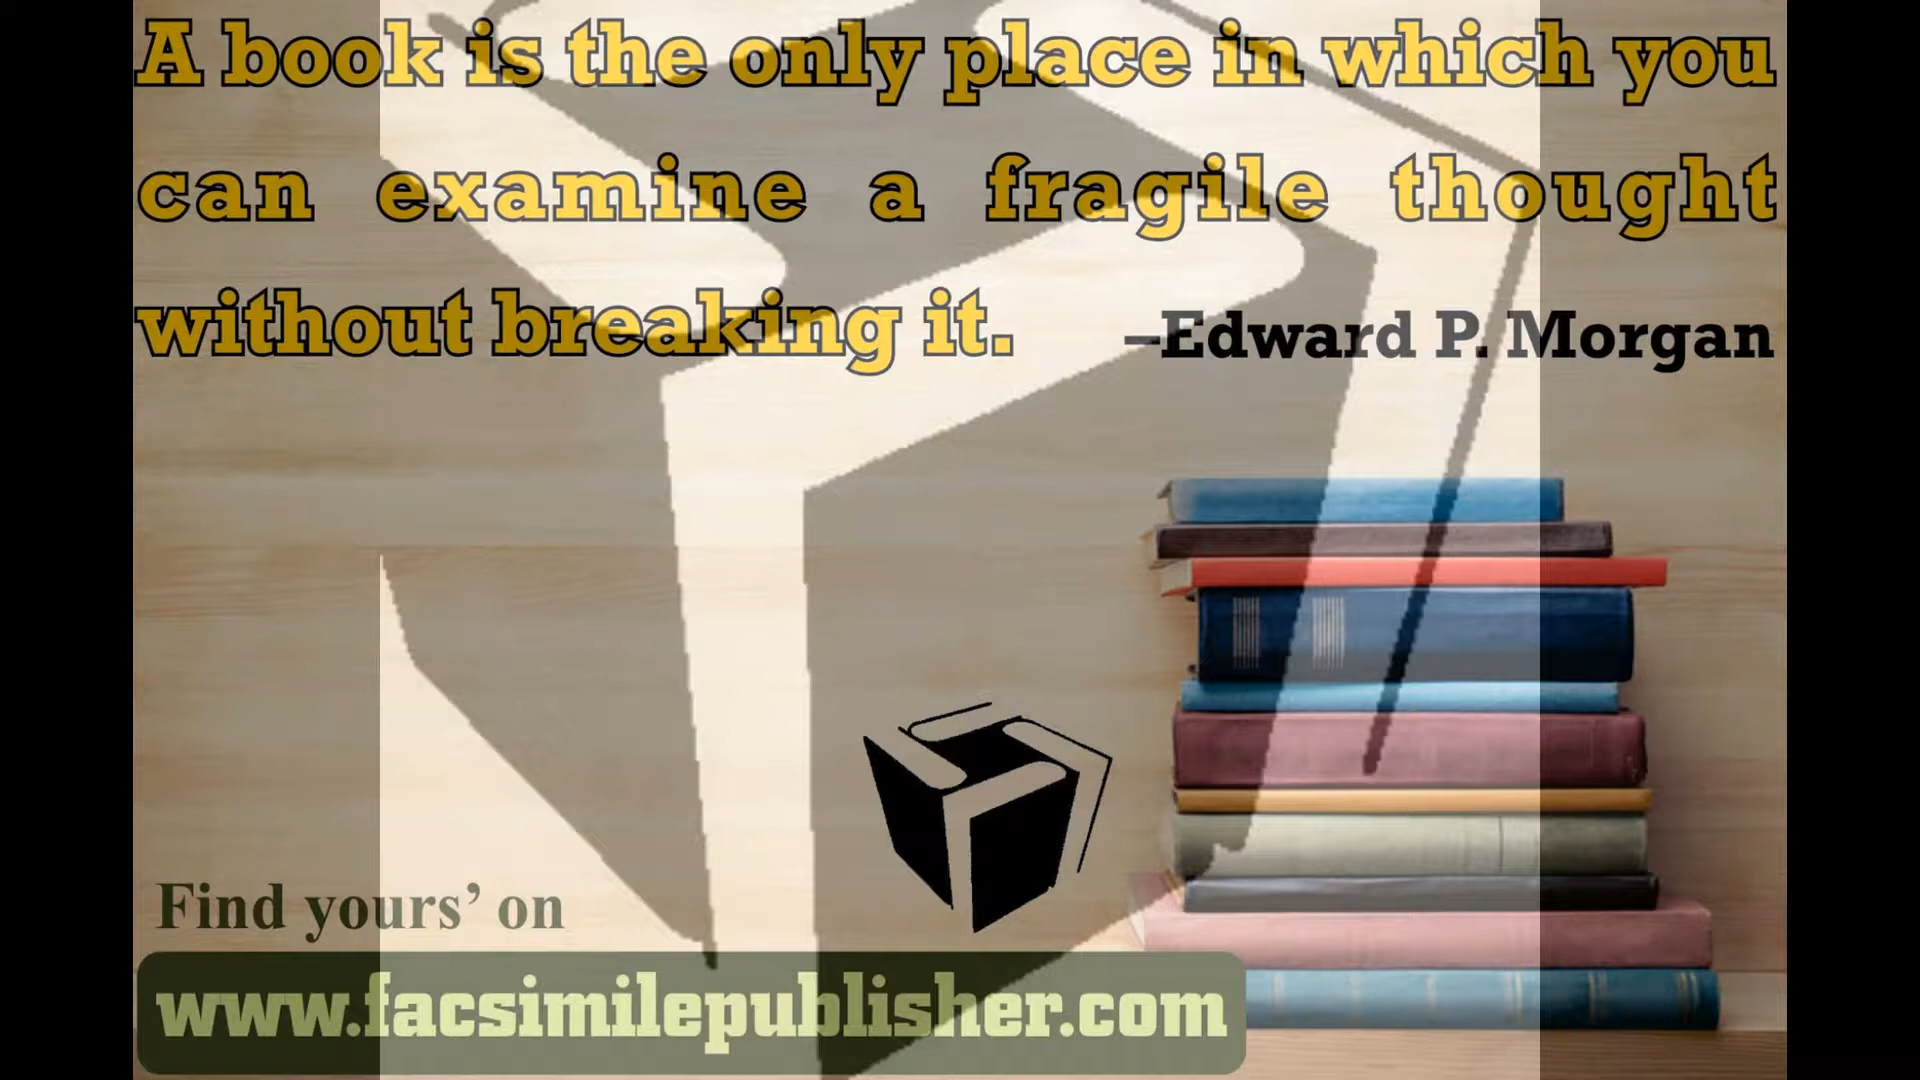 A book is the only place in which you
can examine a fragile thought
without breaking it. –Edward P. Morgan
Find yours’ on
www.facsimilepublisher.com